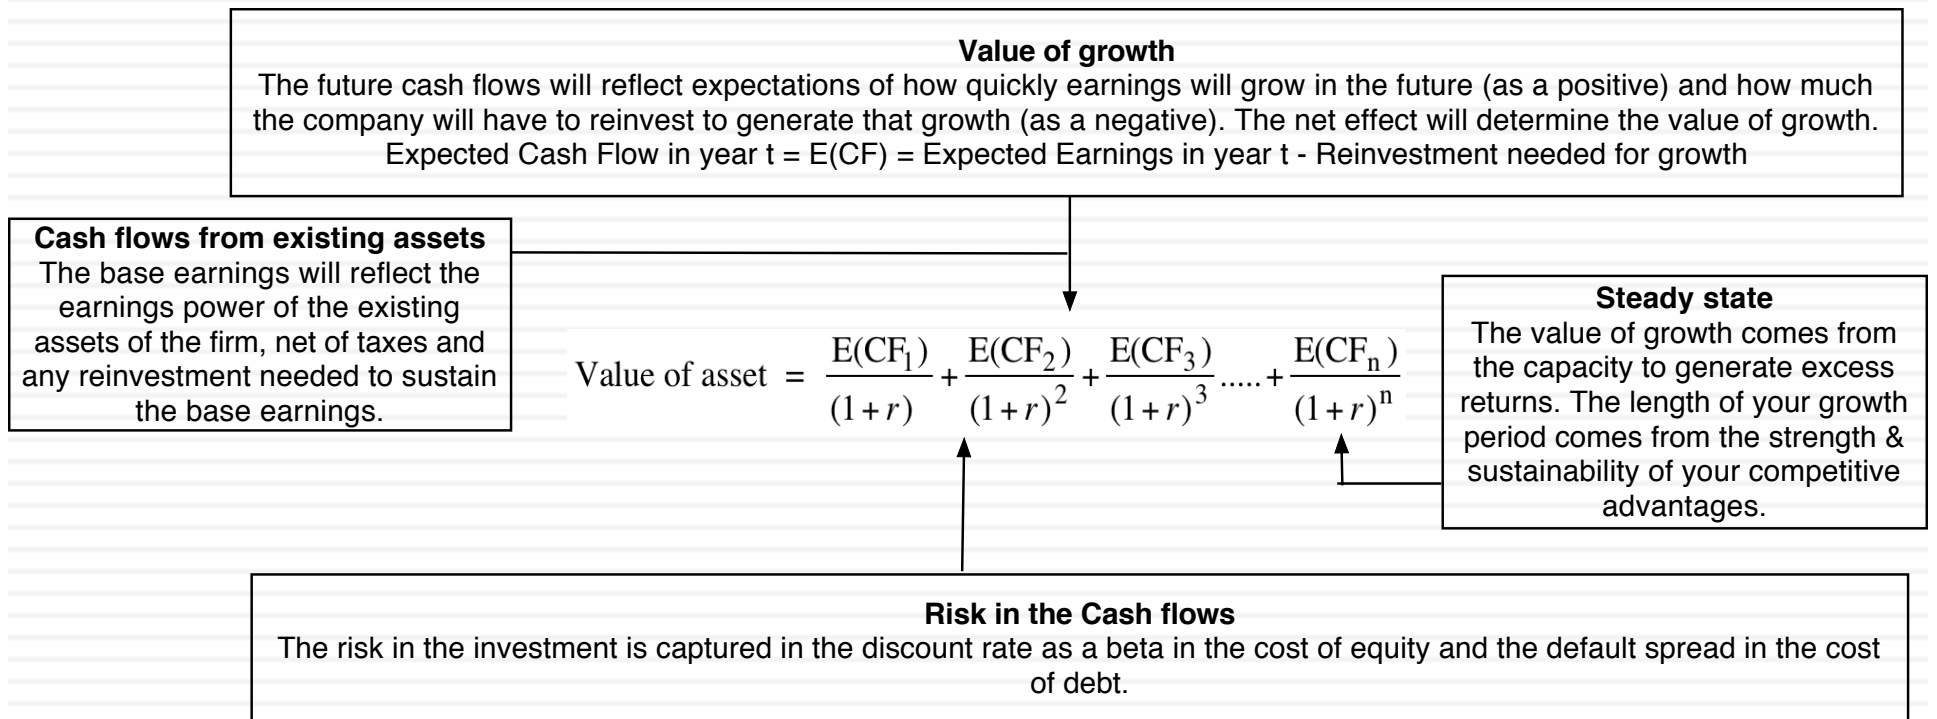 Value of growth
The future cash flows will reflect expectations of how quickly earnings will grow in the future (as a positive) and how much
the company will have to reinvest to generate that growth (as a negative). The net effect will determine the value of growth.
Expected Cash Flow in year t = E(CF) = Expected Earnings in year t - Reinvestment needed for growth
Cash flows from existing assets
The base earnings will reflect the
earnings power of the existing
assets of the firm, net of taxes and
any reinvestment needed to sustain
the base earnings.
Value of asset = E(CF₁)/(1+r) + E(CF₂)/(1+r)² + E(CF₃)/(1+r)³ ..... + E(CFₙ)/(1+r)ⁿ
Steady state
The value of growth comes from
the capacity to generate excess
returns. The length of your growth
period comes from the strength &
sustainability of your competitive
advantages.
Risk in the Cash flows
The risk in the investment is captured in the discount rate as a beta in the cost of equity and the default spread in the cost
of debt.